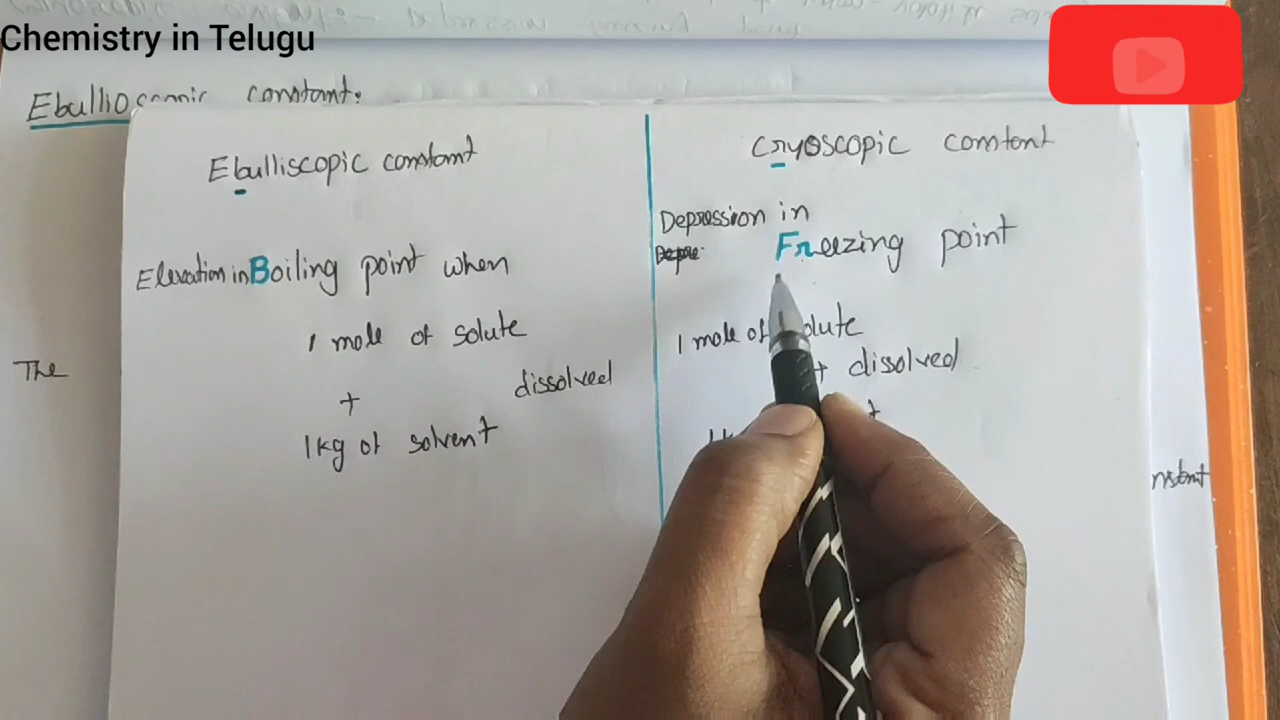 Chemistry in Telugu
constant:
Ebulliscopic constant
Elevation in Boiling point when
1 mole of solute
dissolved
+
1kg of solvent
Cryoscopic constant
Depression in
Freezing point
1 mole of
+ dissolved
The